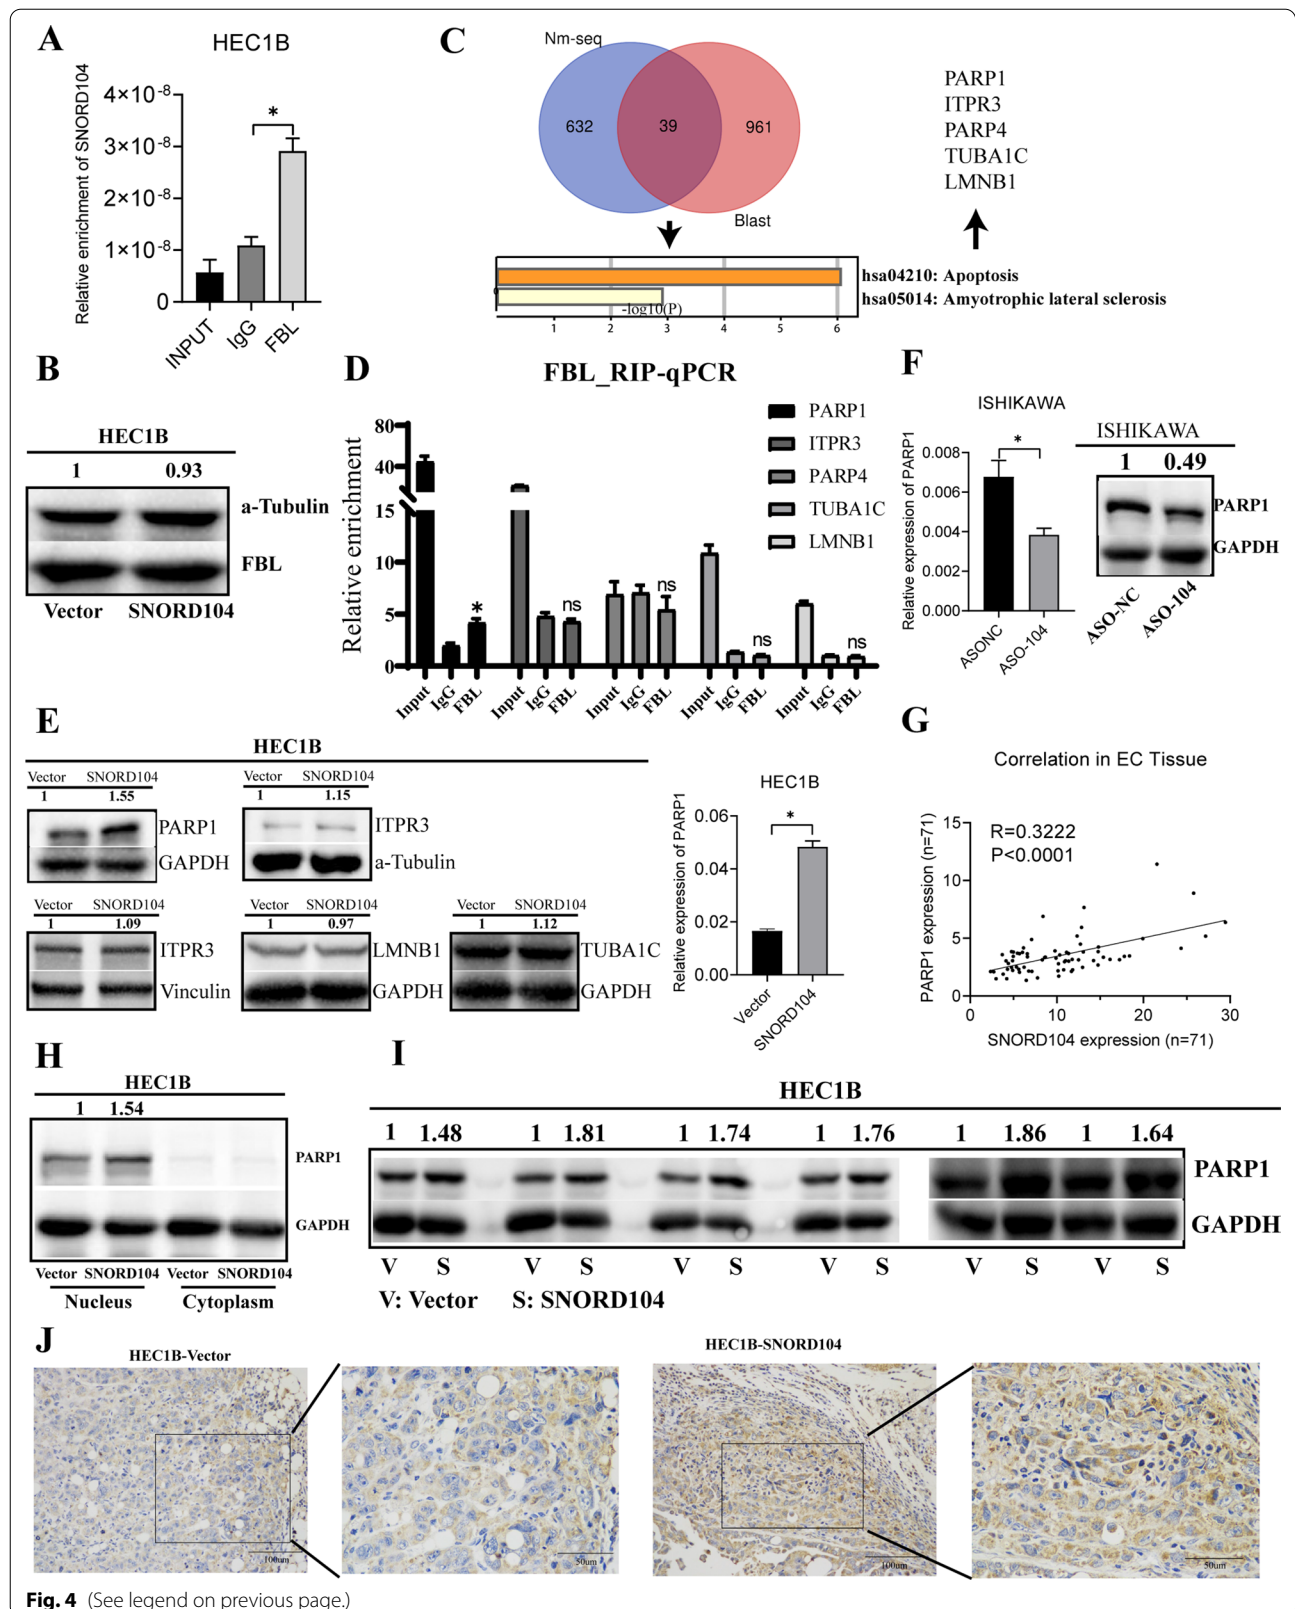 A
HEC1B
Relative enrichment of SNORD104
4×10-8
3×10-8
2×10-8
1×10-8
0
*
INPUT
IgG
FBL
C
Nm-seq
632
39
961
Blast
PARP1
ITPR3
PARP4
TUBA1C
LMNB1
hsa04210: Apoptosis
hsa05014: Amyotrophic lateral sclerosis
0
-log10(P)
1 2 3 4 5 6
B
HEC1B
1 0.93
a-Tubulin
FBL
Vector SNORD104
D
FBL_RIP-qPCR
Relative enrichment
80
40
15
10
5
0
PARP1
ITPR3
PARP4
TUBA1C
LMNB1
* ns ns ns ns
Input IgG FBL Input IgG FBL Input IgG FBL Input IgG FBL Input IgG FBL
F
ISHIKAWA
Relative expression of PARP1
0.008
0.006
0.004
0.002
0.000
*
ASONC
ASO-104
ISHIKAWA
1 0.49
PARP1
GAPDH
ASO-NC
ASO-104
E
HEC1B
Vector SNORD104
1 1.55
PARP1
GAPDH
Vector SNORD104
1 1.15
ITPR3
a-Tubulin
Vector SNORD104
1 1.09
ITPR3
Vinculin
Vector SNORD104
1 0.97
LMNB1
GAPDH
Vector SNORD104
1 1.12
TUBA1C
GAPDH
HEC1B
Relative expression of PARP1
0.06
0.04
0.02
0.00
*
Vector
SNORD104
G
Correlation in EC Tissue
PARP1 expression (n=71)
15
10
5
0
R=0.3222
P<0.0001
0 10 20 30
SNORD104 expression (n=71)
H
HEC1B
1 1.54
PARP1
GAPDH
Vector SNORD104 Vector SNORD104
Nucleus Cytoplasm
I
HEC1B
1 1.48 1 1.81 1 1.74 1 1.76 1 1.86 1 1.64
PARP1
GAPDH
V S V S V S V S V S V S
V: Vector S: SNORD104
J
HEC1B-Vector
HEC1B-SNORD104
100um
50um
100um
50um
Fig. 4 (See legend on previous page.)